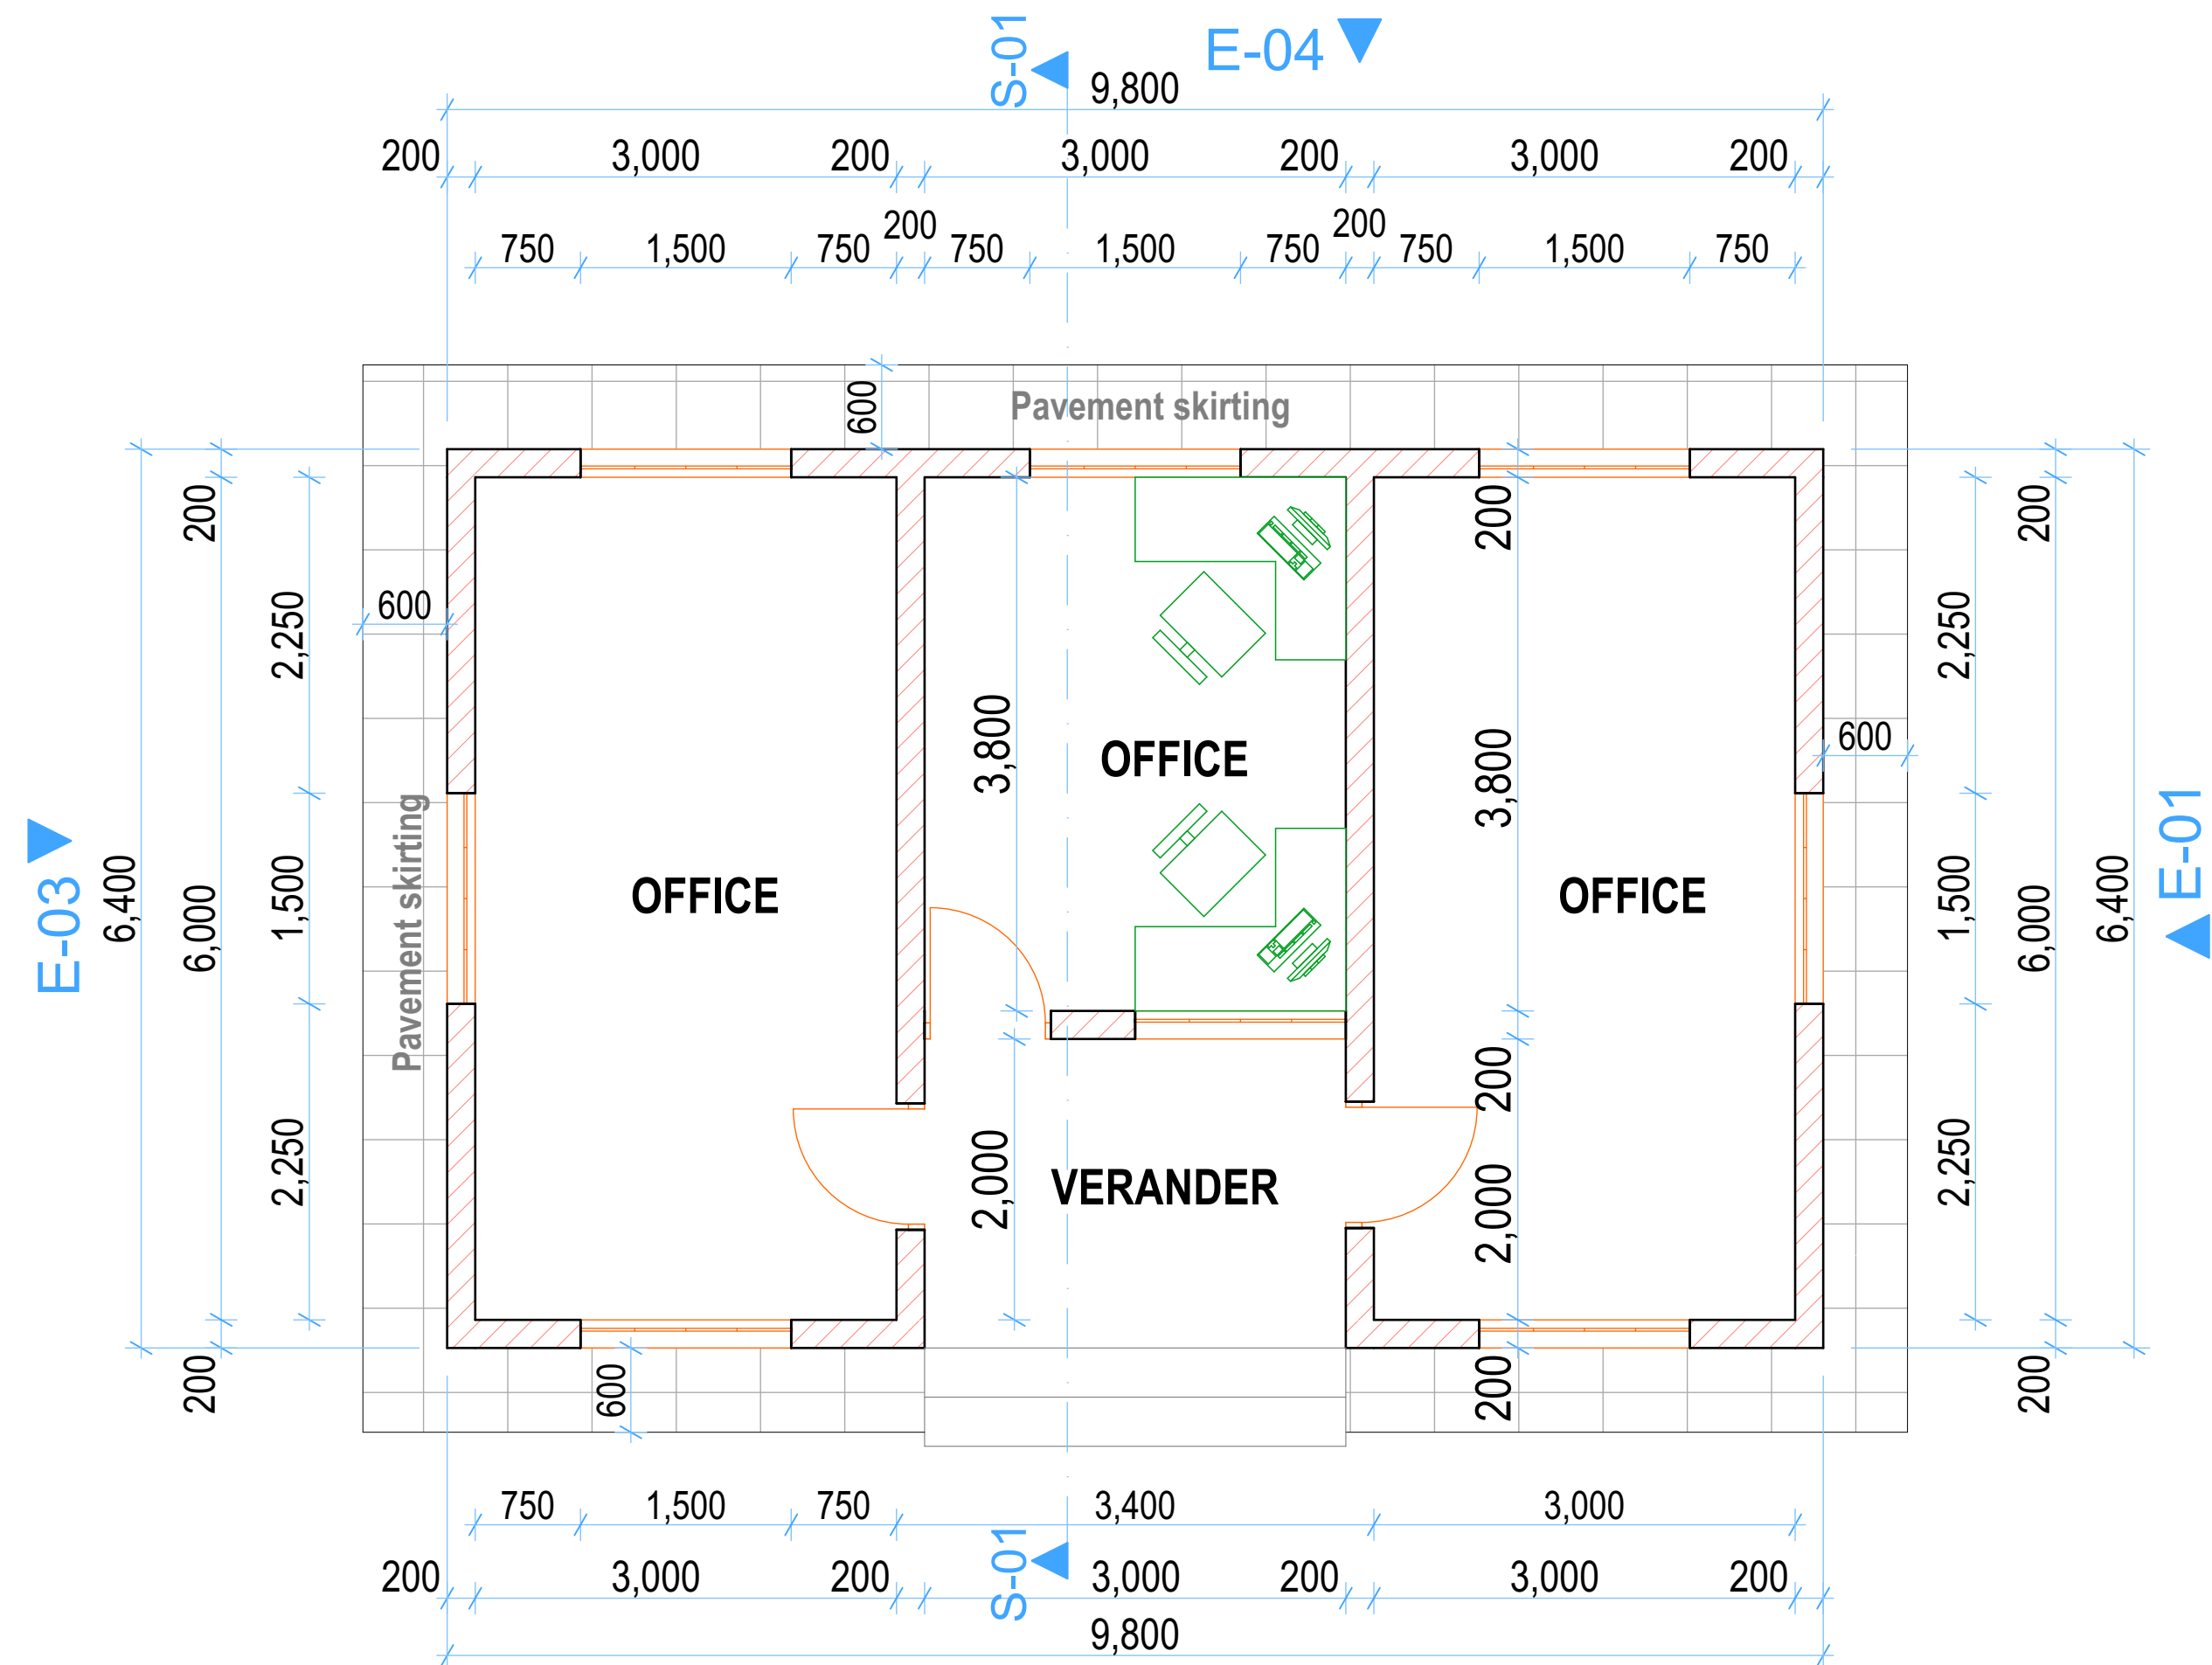 S-01
E-04
9,800
200 3,000 200 3,000 200 3,000 200
200 200
750 1,500 750 750 1,500 750 750 1,500 750
Pavement skirting
600
600
600
200
2,250
1,500
2,250
200
6,000
6,400
E-03
Pavement skirting
OFFICE
3,800
OFFICE
2,000
VERANDER
200
3,800
200
2,000
200
OFFICE
200
2,250
1,500
2,250
200
6,000
6,400
E-01
600
750 1,500 750 3,400 3,000
200 3,000 200 3,000 200 3,000 200
S-01
9,800